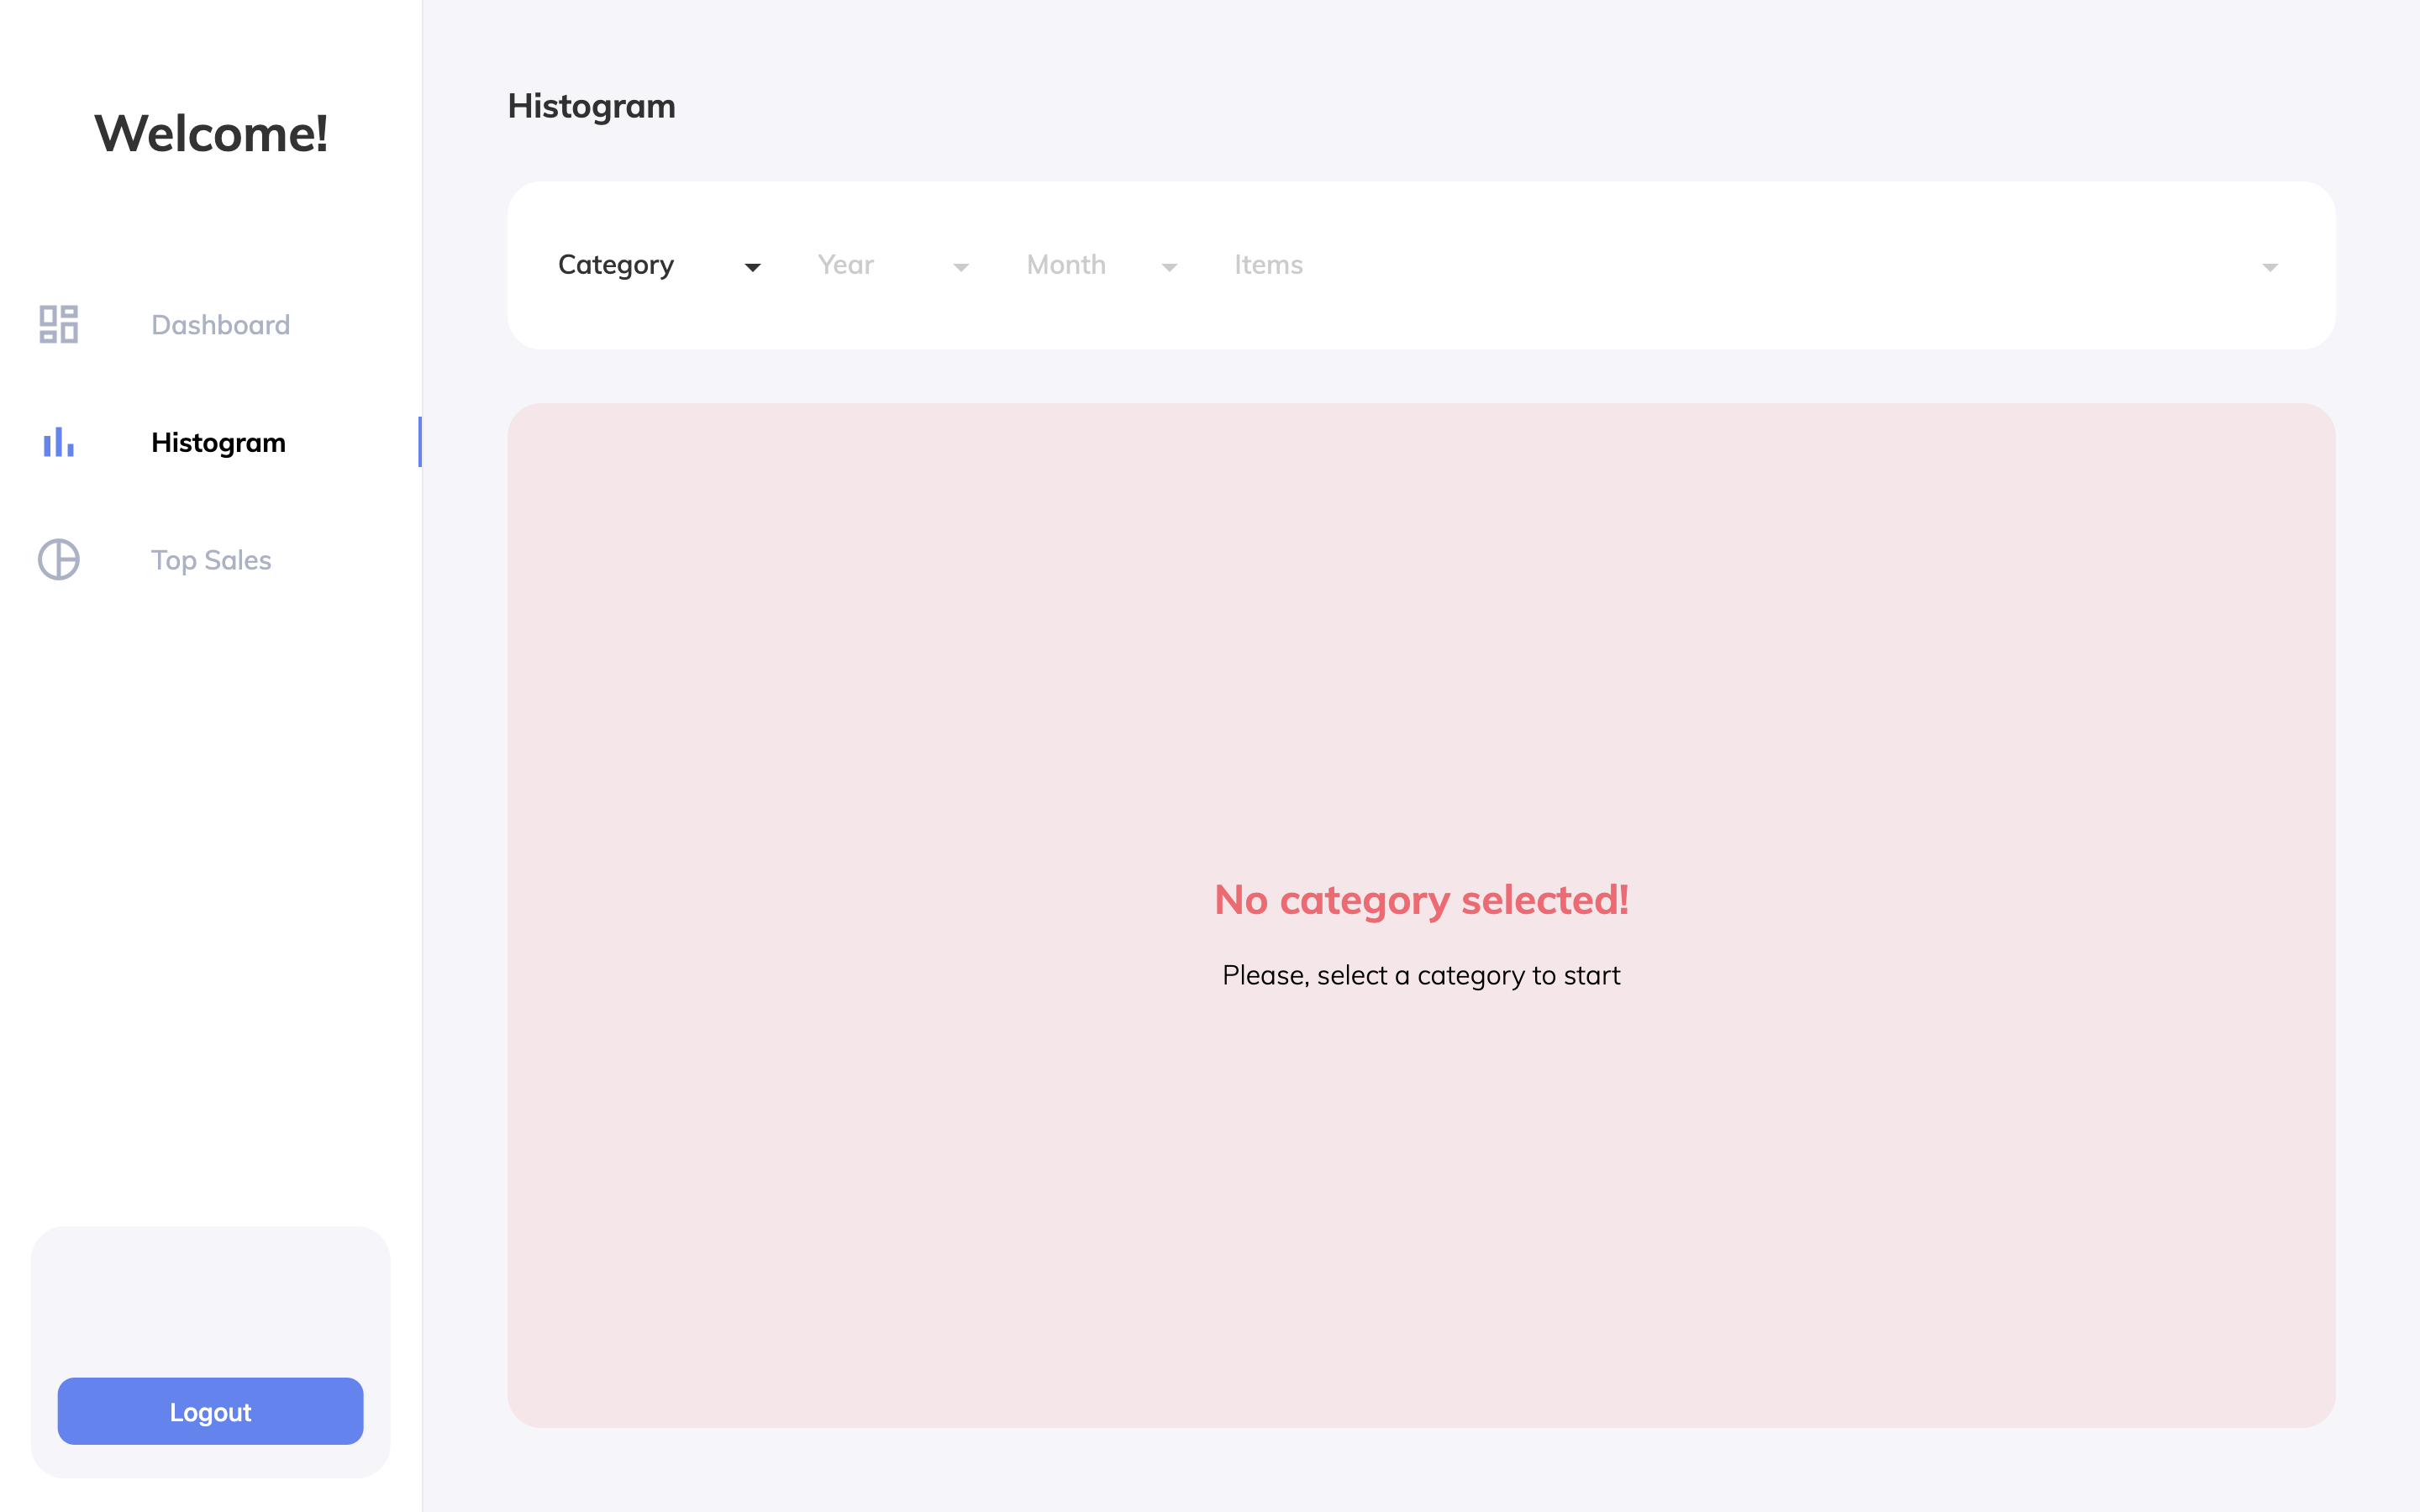 Welcome!
Dashboard
Histogram
Top Sales
Logout
Histogram
Category Year Month Items
No category selected!
Please, select a category to start